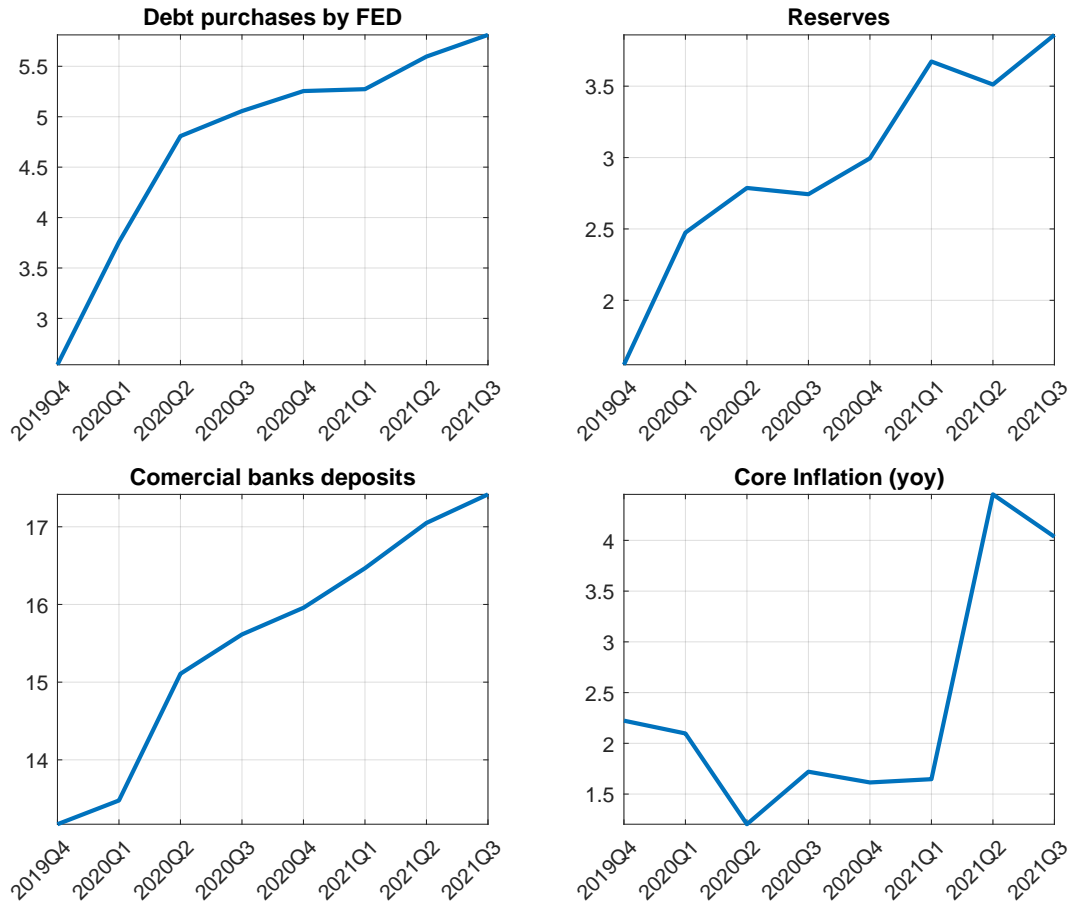 Debt purchases by FED
5.5
5
4.5
4
3.5
3
2019Q4
2020Q1
2020Q2
2020Q3
2020Q4
2021Q1
2021Q2
2021Q3
Reserves
3.5
3
2.5
2
2019Q4
2020Q1
2020Q2
2020Q3
2020Q4
2021Q1
2021Q2
2021Q3
Comercial banks deposits
17
16
15
14
2019Q4
2020Q1
2020Q2
2020Q3
2020Q4
2021Q1
2021Q2
2021Q3
Core Inflation (yoy)
4
3.5
3
2.5
2
1.5
2019Q4
2020Q1
2020Q2
2020Q3
2020Q4
2021Q1
2021Q2
2021Q3